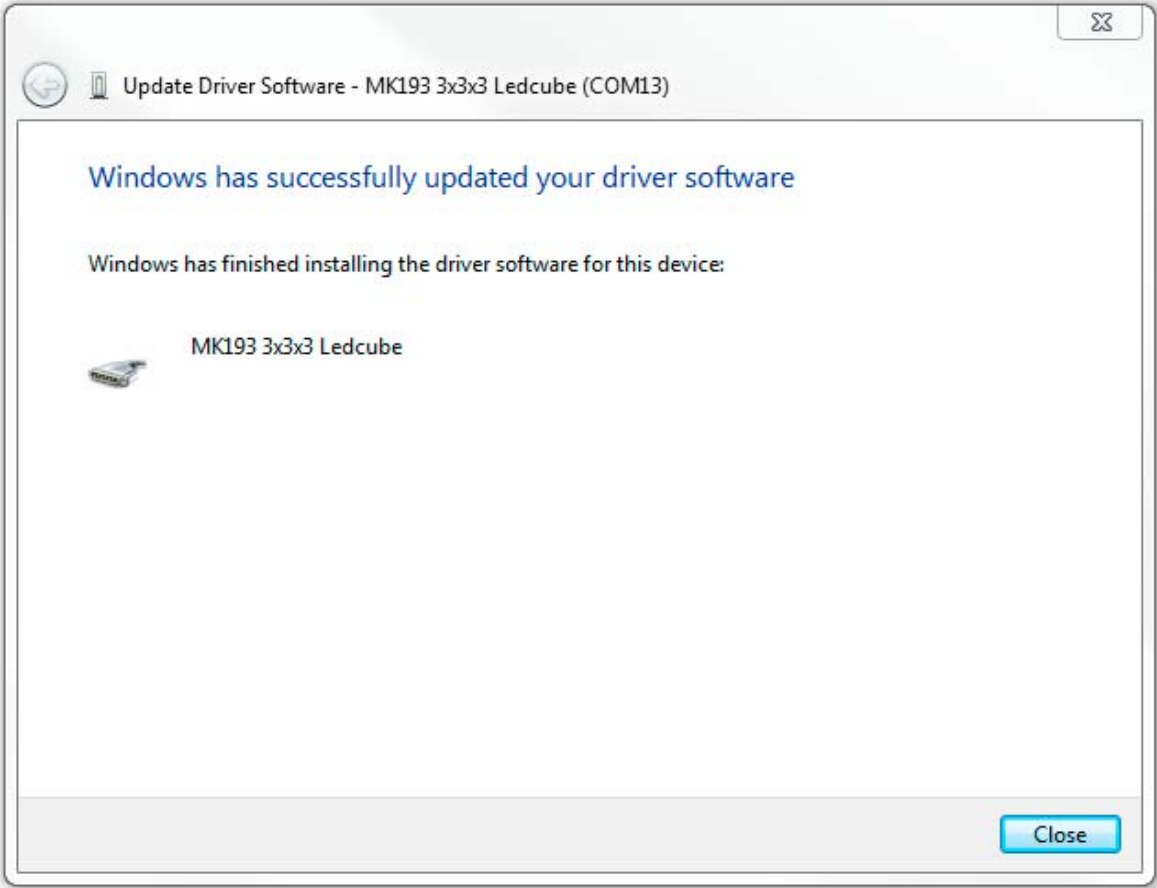 Update Driver Software - MK193 3x3x3 Ledcube (COM13)
Windows has successfully updated your driver software
Windows has finished installing the driver software for this device:
MK193 3x3x3 Ledcube
Close